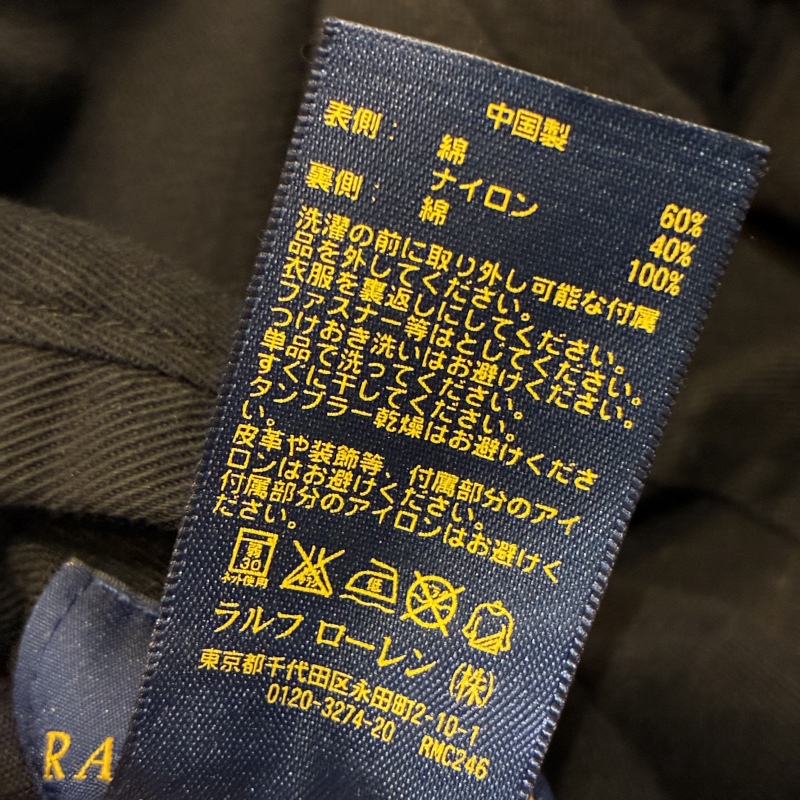 中国製
表側：
綿 60%
ナイロン 40%
裏側：
綿 100%
洗濯の前に取り外し可能な付属
品を外してください。
衣服を裏返しにしてください。
ファスナー等はとしてください。
つけおき洗いはお避けください。
単品で洗ってください。
すぐに干してください。
タンブラー乾燥はお避けくださ
い。
皮革や装飾等、付属部分のアイ
ロンはお避けください。
付属部分のアイロンはお避けく
ださい。
弱
30
ネット使用
低
ラルフ ローレン (株)
東京都千代田区永田町2-10-1
0120-3274-20 RMC246
RA